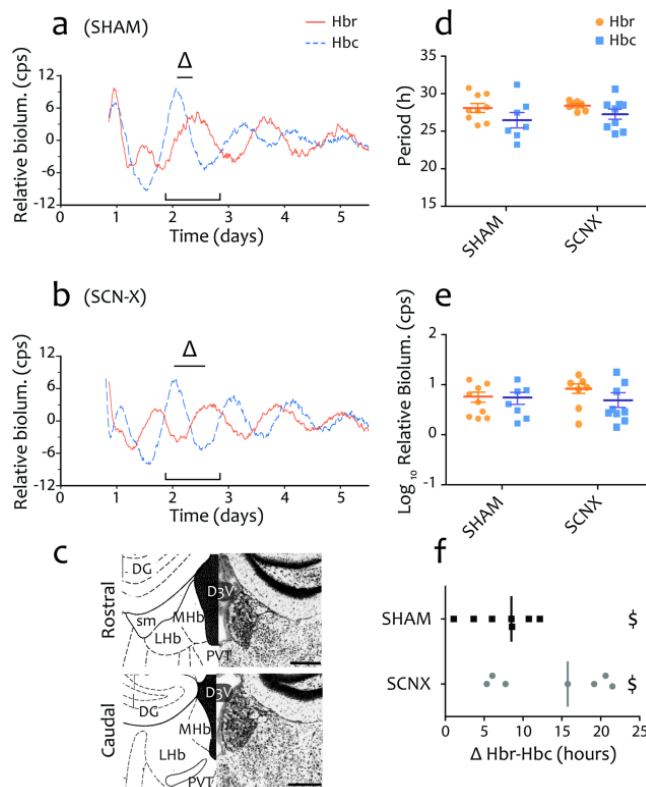 a (SHAM)
Hbr
Hbc
Δ
Relative biolum. (cps)
12
6
0
-6
-12
0 1 2 3 4 5
Time (days)
b (SCN-X)
Δ
Relative biolum. (cps)
12
6
0
-6
-12
0 1 2 3 4 5
Time (days)
c
Rostral
DG
sm
MHb
LHb
D3V
PVT
Caudal
DG
MHb
LHb
D3V
PVT
d
Hbr
Hbc
Period (h)
35
30
25
20
15
SHAM SCNX
e
Log10 Relative Biolum. (cps)
2
1
0
-1
SHAM SCNX
f
SHAM $
SCNX $
0 5 10 15 20 25
Δ Hbr-Hbc (hours)